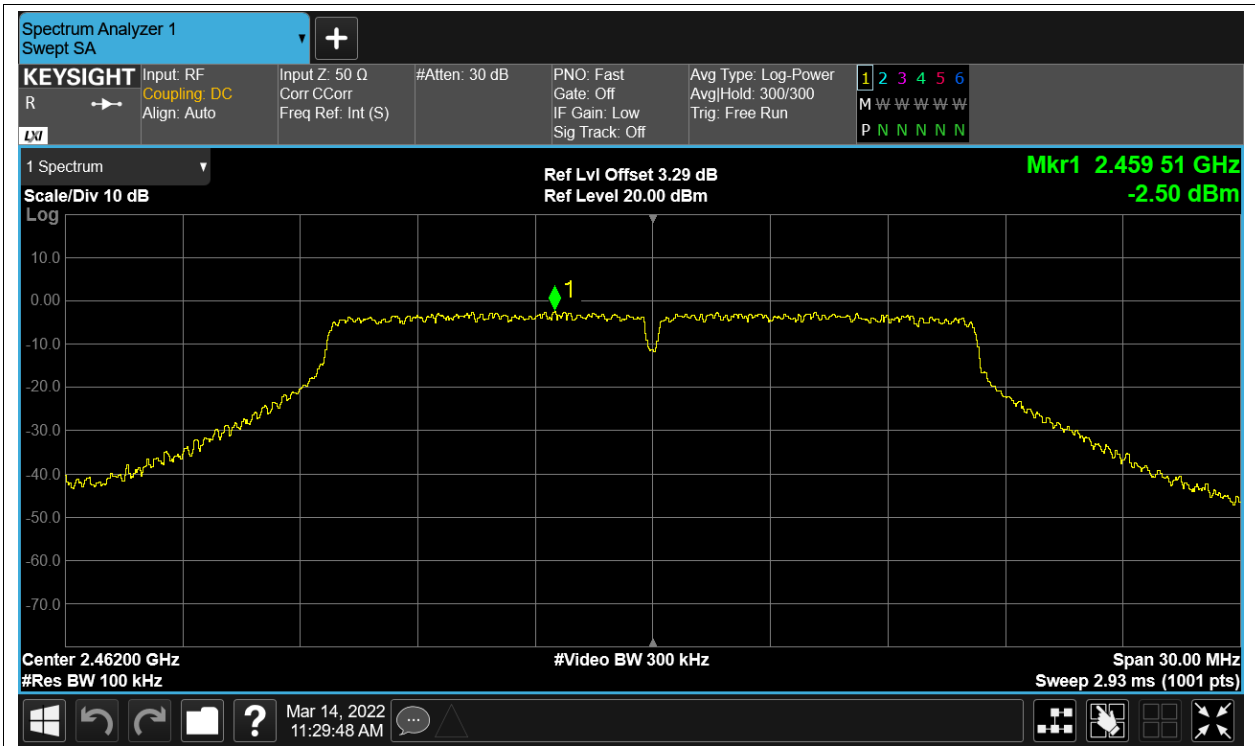 Spectrum Analyzer 1
Swept SA
KEYSIGHT
R
LXI
Input: RF
Coupling: DC
Align: Auto
Input Z: 50 Ω
Corr CCorr
Freq Ref: Int (S)
#Atten: 30 dB
PNO: Fast
Gate: Off
IF Gain: Low
Sig Track: Off
Avg Type: Log-Power
Avg|Hold: 300/300
Trig: Free Run
1 2 3 4 5 6
M W W W W W W
P N N N N N N
1 Spectrum
Scale/Div 10 dB
Log
Ref Lvl Offset 3.29 dB
Ref Level 20.00 dBm
Mkr1 2.459 51 GHz
-2.50 dBm
10.0
0.00
-10.0
-20.0
-30.0
-40.0
-50.0
-60.0
-70.0
1
Center 2.46200 GHz
#Res BW 100 kHz
#Video BW 300 kHz
Span 30.00 MHz
Sweep 2.93 ms (1001 pts)
?
Mar 14, 2022
11:29:48 AM